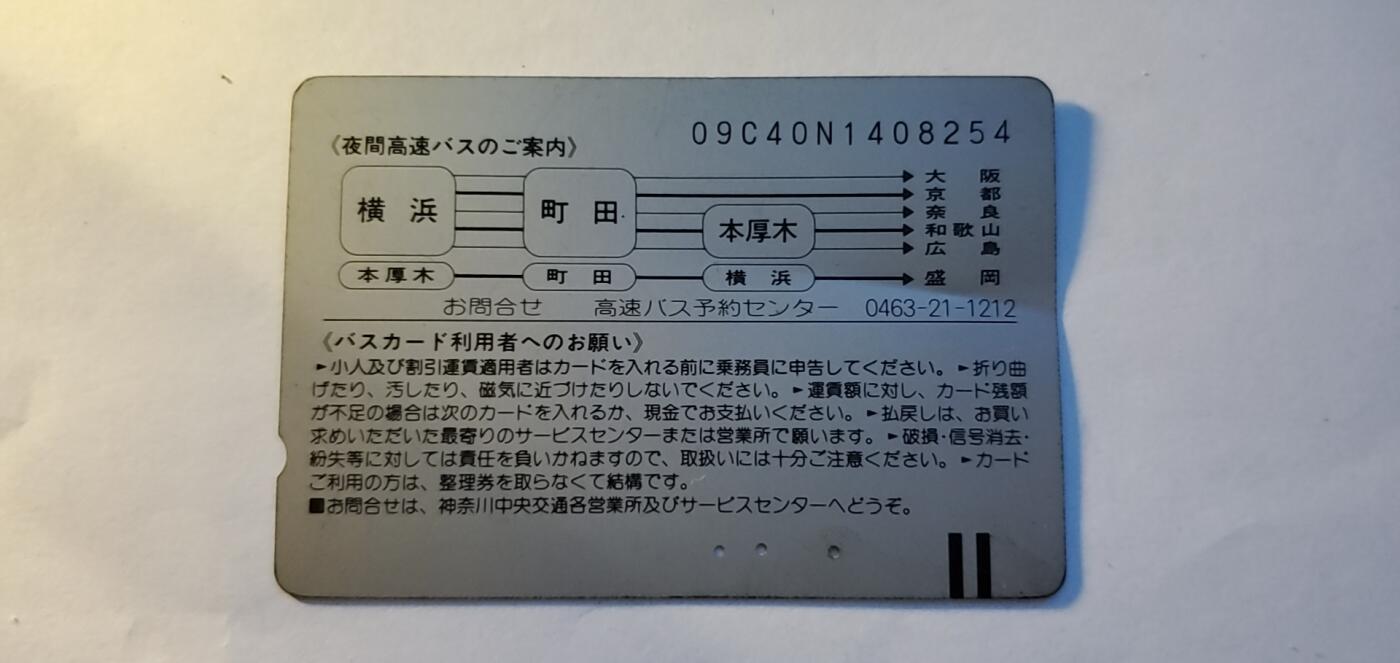 09C40N1408254
《夜間高速バスのご案内》
横浜 町田 本厚木
大阪
京都
奈良
和歌山
広島
本厚木 町田 横浜 盛岡
お問合せ 高速バス予約センター 0463-21-1212
《バスカード利用者へのお願い》
►小人及び割引運賃適用者はカードを入れる前に乗務員に申告してください。►折り曲
げたり、汚したり、磁気に近づけたりしないでください。►運賃額に対し、カード残額
が不足の場合は次のカードを入れるか、現金でお支払いください。►払戻しは、お買い
求めいただいた最寄りのサービスセンターまたは営業所で願います。►破損･信号消去･
紛失等に対しては責任を負いかねますので、取扱いには十分ご注意ください。►カード
ご利用の方は、整理券を取らなくて結構です。
■お問合せは、神奈川中央交通各営業所及びサービスセンターへどうぞ。